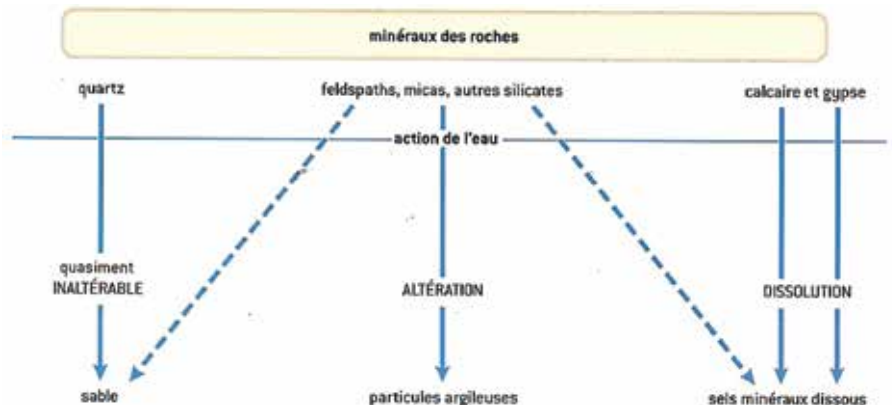 minéraux des roches
quartz
feldspaths, micas, autres silicates
calcaire et gypse
action de l'eau
quasiment
INALTÉRABLE
ALTÉRATION
DISSOLUTION
sable
particules argileuses
sels minéraux dissous